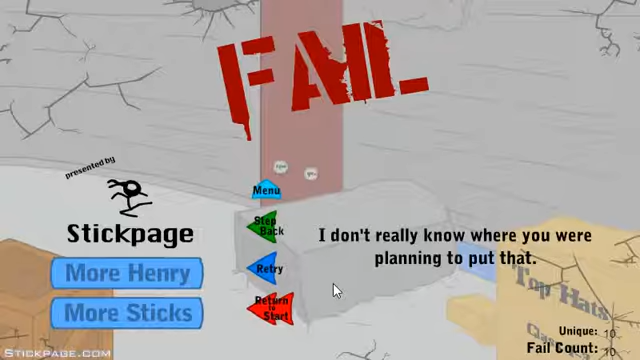 FAIL
presented by
Stickpage
More Henry
More Sticks
Menu
Step
Back
Retry
Return
To
Start
I don't really know where you were
planning to put that.
Top Hats
Unique: 10
Fail Count: 10
STICKPAGE.COM